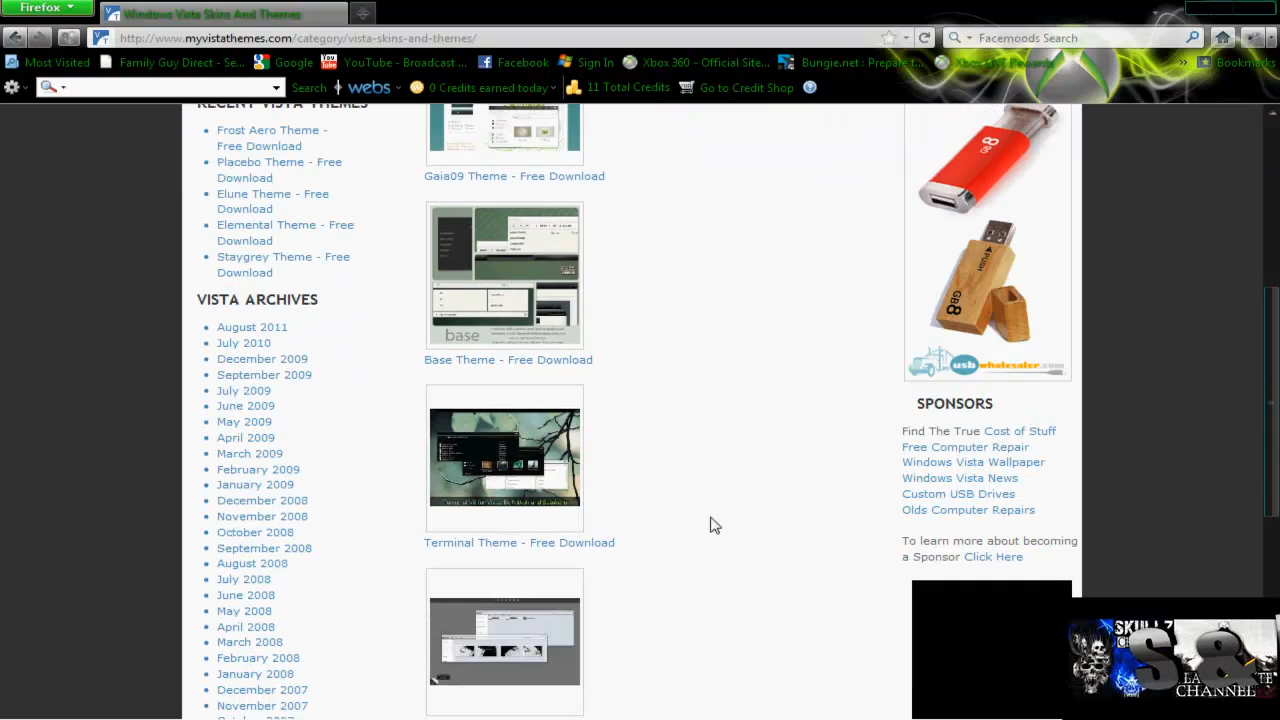 Firefox
Windows Vista Skins And Themes
http://www.myvistathemes.com/category/vista-skins-and-themes/
Facemoods Search
Most Visited
Family Guy Direct - Se...
Google
YouTube - Broadcast ...
Facebook
Sign In
Xbox 360 - Official Site...
Bungie.net : Prepare t...
Xbox LIVE Rewards
Bookmarks
Search
webs
0 Credits earned today
11 Total Credits
Go to Credit Shop
RECENT VISTA THEMES
Frost Aero Theme -
Free Download
Placebo Theme - Free
Download
Elune Theme - Free
Download
Elemental Theme - Free
Download
Staygrey Theme - Free
Download
VISTA ARCHIVES
August 2011
July 2010
December 2009
September 2009
July 2009
June 2009
May 2009
April 2009
March 2009
February 2009
January 2009
December 2008
November 2008
October 2008
September 2008
August 2008
July 2008
June 2008
May 2008
April 2008
March 2008
February 2008
January 2008
December 2007
November 2007
October 2007
Gaia09 Theme - Free Download
base
Base Theme - Free Download
Terminal Theme - Free Download
8GB
PUSH
8GB
usbwholesaler.com
SPONSORS
Find The True Cost of Stuff
Free Computer Repair
Windows Vista Wallpaper
Windows Vista News
Custom USB Drives
Olds Computer Repairs
To learn more about becoming
a Sponsor Click Here
SKULLZ
S &
CHANNEL